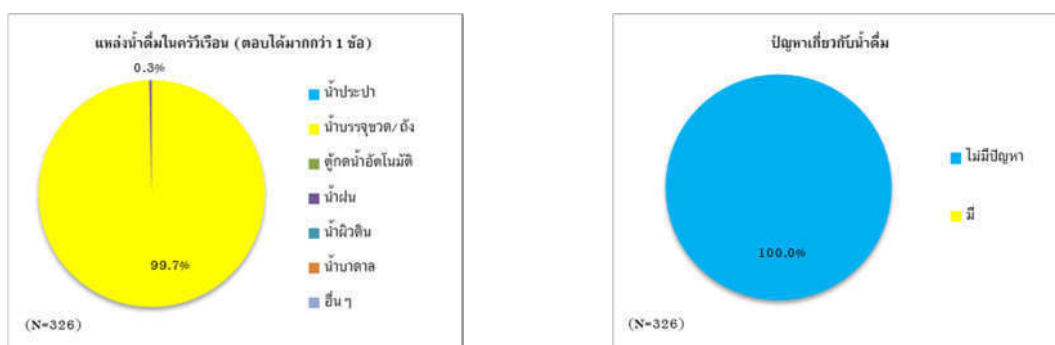 แหล่งน้ำดื่มในครัวเรือน (ตอบได้มากกว่า 1 ข้อ)
0.3%
น้ำประปา
น้ำบรรจุขวด/ถัง
ตู้กดน้ำอัตโนมัติ
น้ำฝน
น้ำผิวดิน
น้ำบาดาล
อื่น ๆ
99.7%
(N=326)
ปัญหาเกี่ยวกับน้ำดื่ม
ไม่มีปัญหา
มี
100.0%
(N=326)